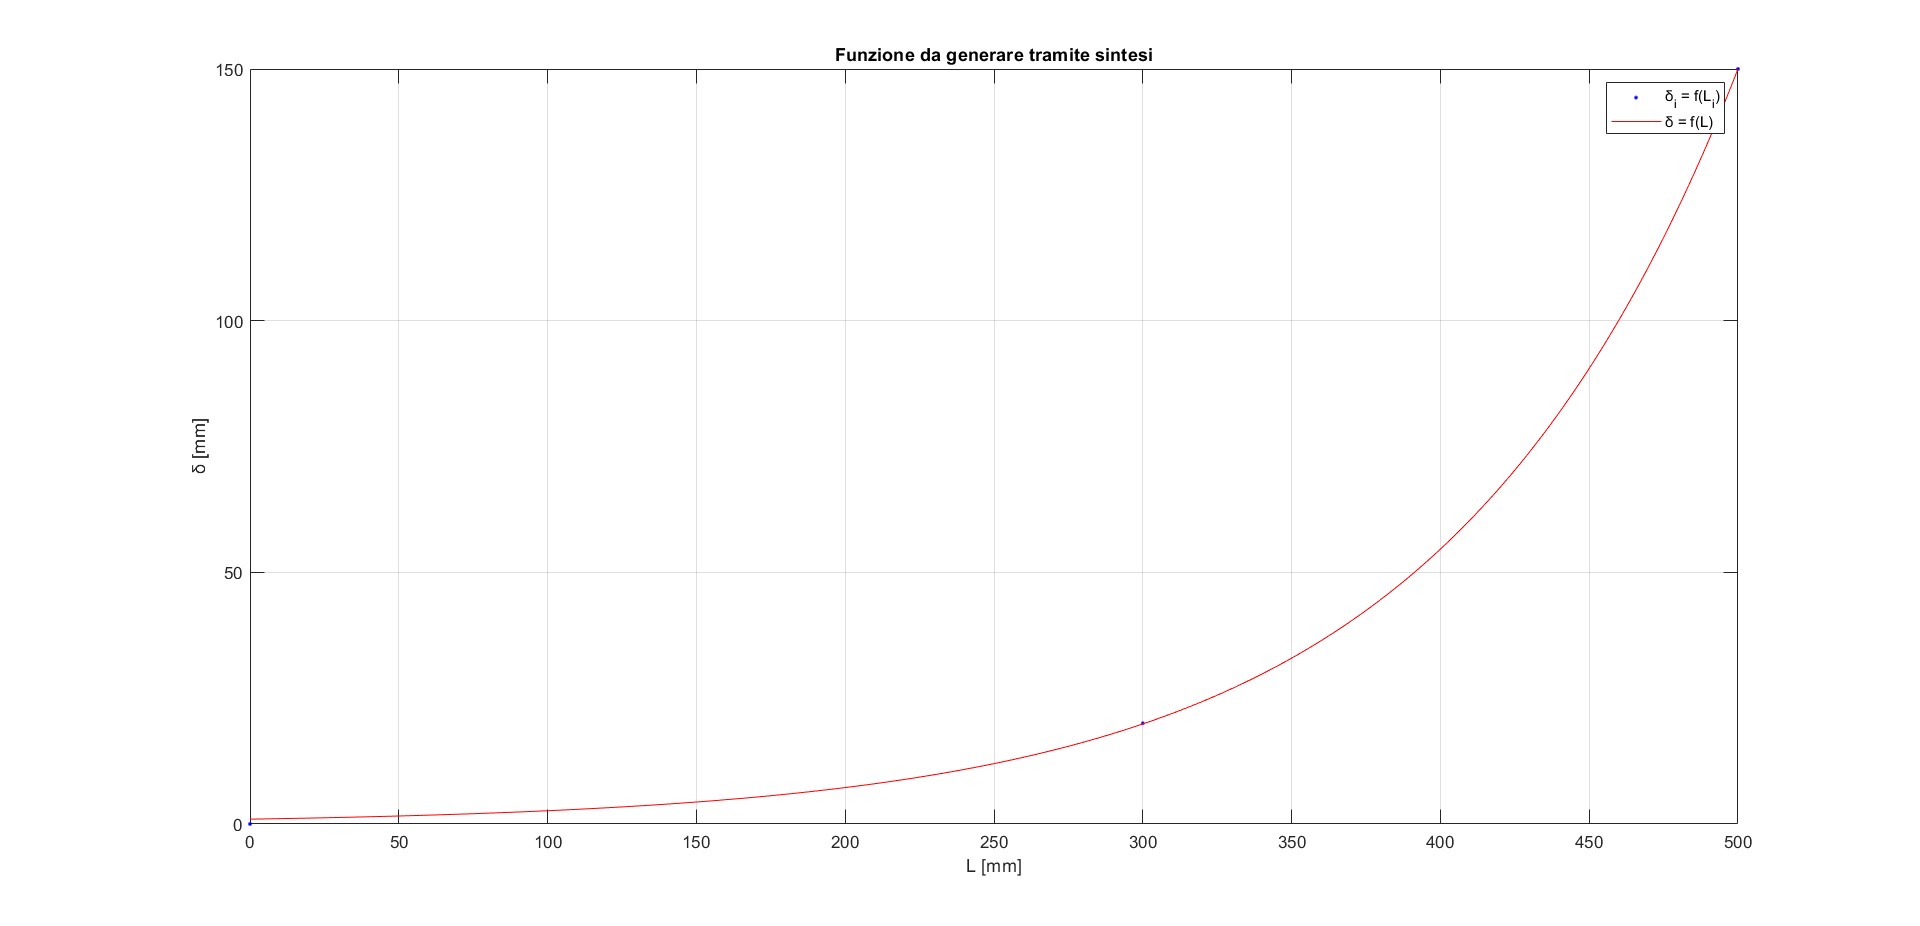 Funzione da generare tramite sintesi
150
100
50
0
δ [mm]
δi = f(Li)
δ = f(L)
0 50 100 150 200 250 300 350 400 450 500
L [mm]